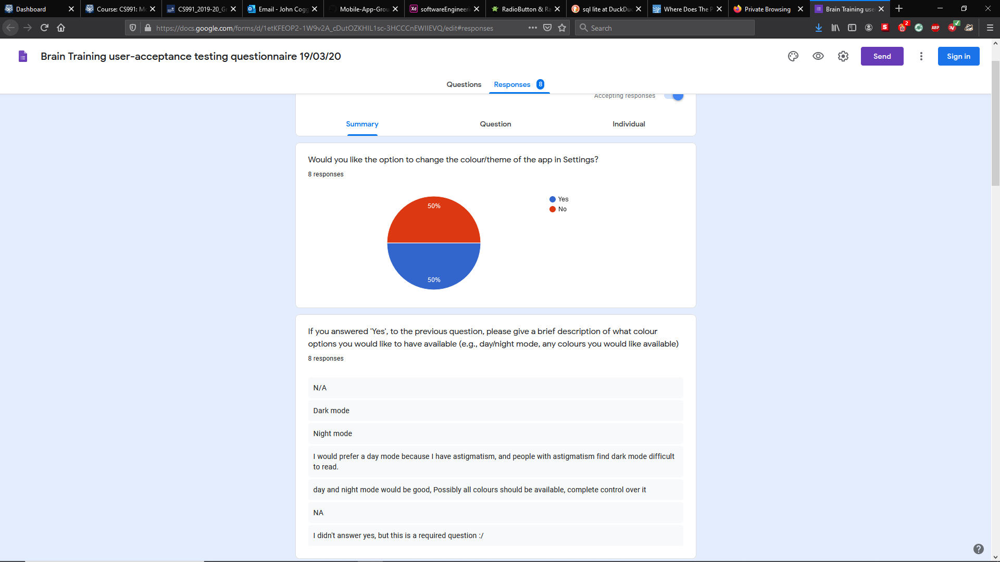 Dashboard
Course: CS991: Mo
CS991_2019-20_Gr
Email - John Cogg
Mobile-App-Grou
softwareEngineeri
RadioButton & Ra
sql lite at DuckDuc
Where Does The P
Private Browsing
Brain Training use
https://docs.google.com/forms/d/1etKFEOP2-1W9v2A_cDutOZKHIL1sc-3HCCCnEWIIEVQ/edit#responses
Search
2
ABP
Brain Training user-acceptance testing questionnaire 19/03/20
Send
Sign in
Questions
Responses 8
Accepting responses
Summary
Question
Individual
Would you like the option to change the colour/theme of the app in Settings?
8 responses
50%
50%
Yes
No
If you answered 'Yes', to the previous question, please give a brief description of what colour
options you would like to have available (e.g., day/night mode, any colours you would like available)
8 responses
N/A
Dark mode
Night mode
I would prefer a day mode because I have astigmatism, and people with astigmatism find dark mode difficult
to read.
day and night mode would be good, Possibly all colours should be available, complete control over it
NA
I didn't answer yes, but this is a required question :/